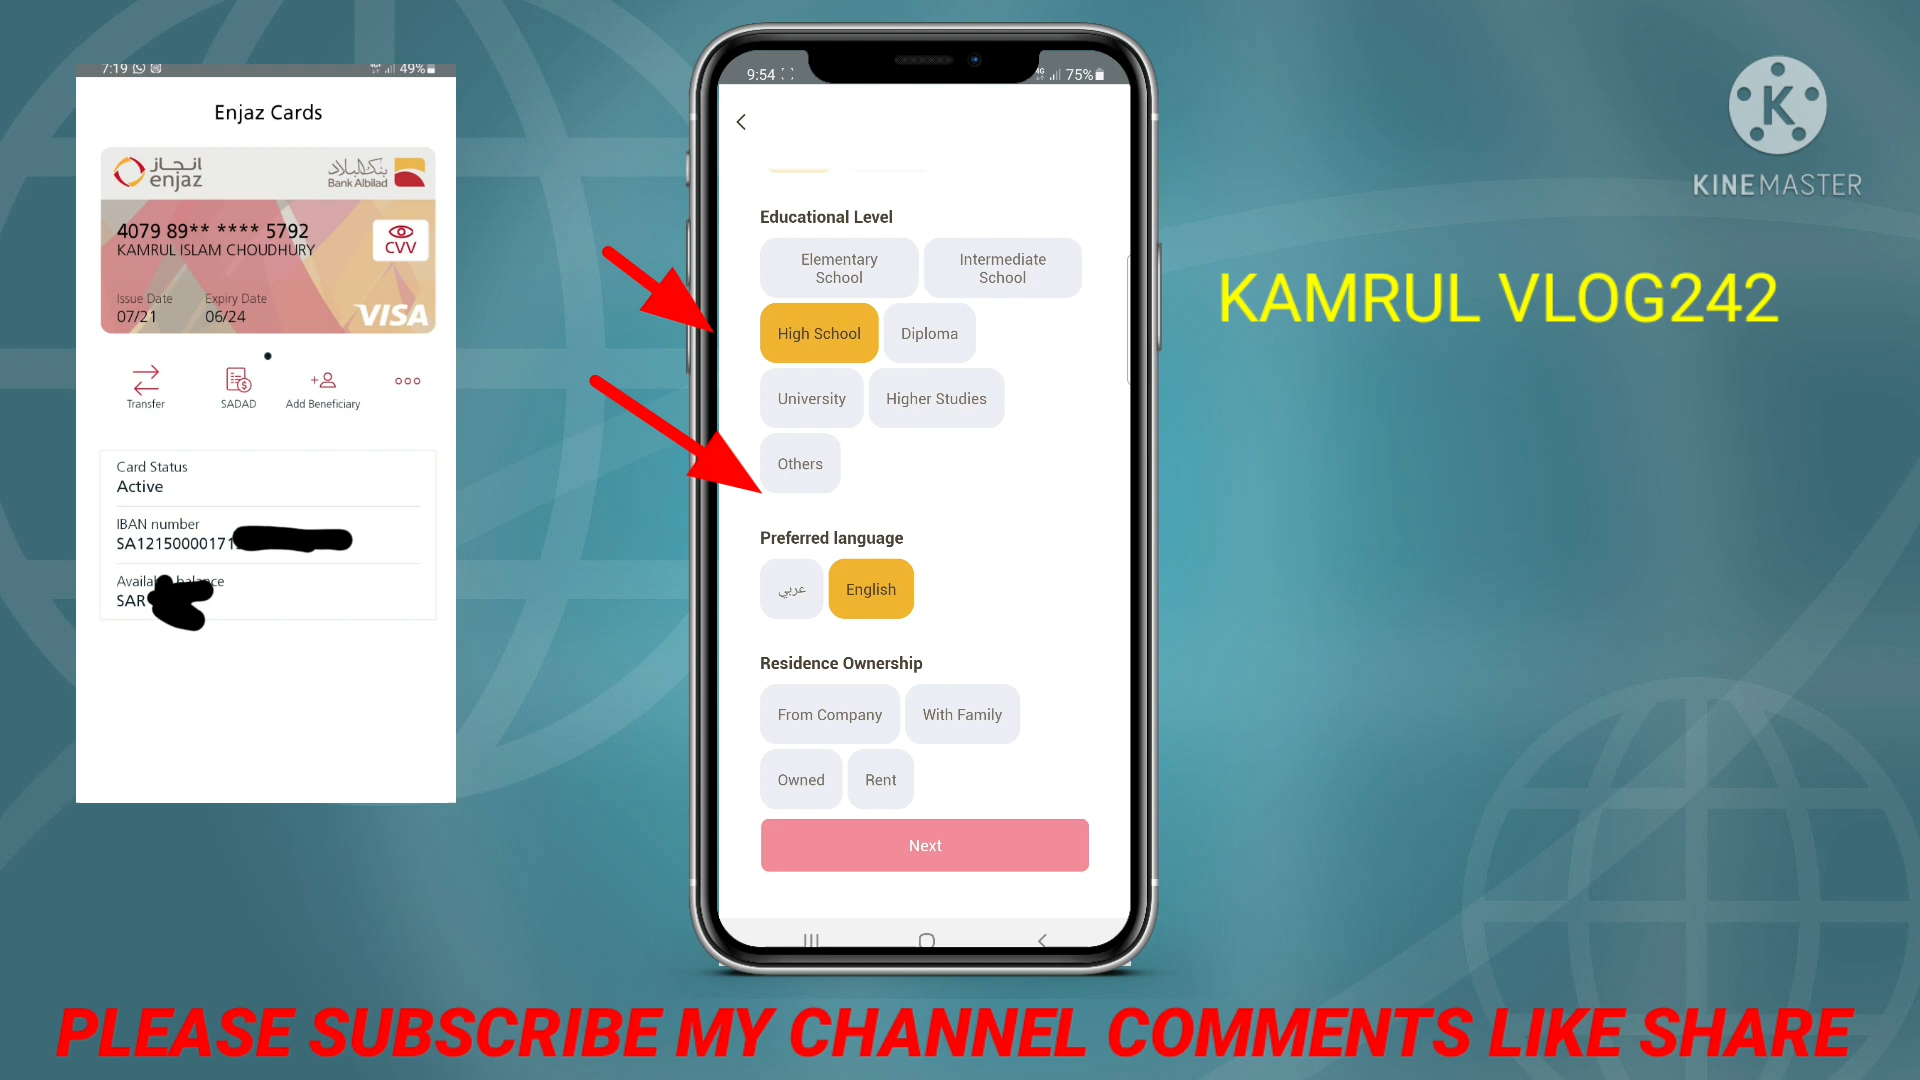 7:19
49%
Enjaz Cards
انجاز
enjaz
بنك البلاد
Bank Albilad
4079 89** **** 5792
KAMRUL ISLAM CHOUDHURY
CVV
Issue Date
Expiry Date
07/21
06/24
VISA
Transfer
SADAD
Add Beneficiary
Card Status
Active
IBAN number
SA12150000171
Available balance
SAR
9:54
4G
75%
Educational Level
Elementary
School
Intermediate
School
High School
Diploma
University
Higher Studies
Others
Preferred language
عربي
English
Residence Ownership
From Company
With Family
Owned
Rent
Next
K
KINEMASTER
KAMRUL VLOG242
PLEASE SUBSCRIBE MY CHANNEL COMMENTS LIKE SHARE